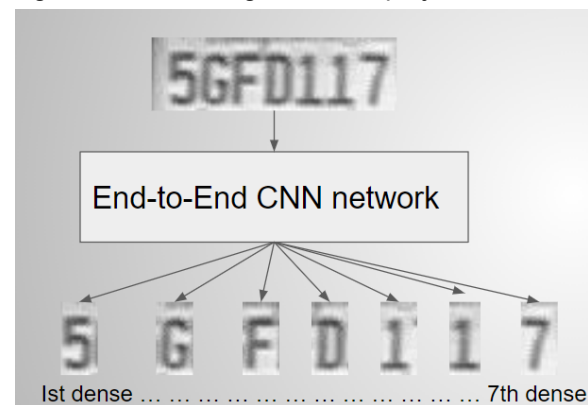 5GFD117
End-to-End CNN network
5 G F D 1 1 7
Ist dense … … … … … … … … … … … … 7th dense